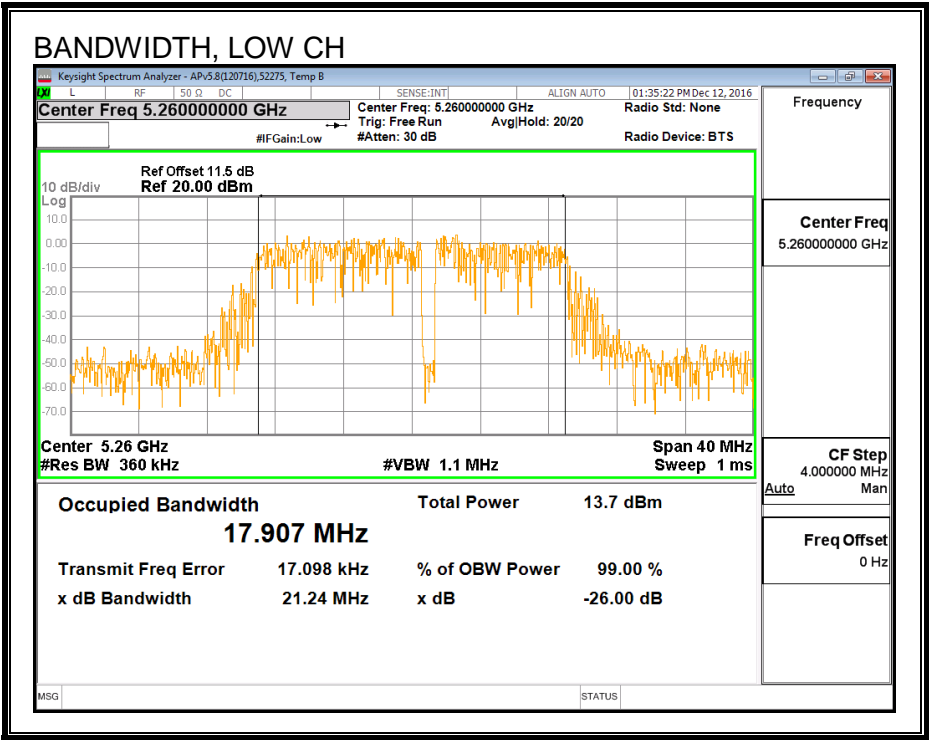 BANDWIDTH, LOW CH
Keysight Spectrum Analyzer - APv5.8(120716),52275, Temp B
LXI L RF 50 Ω DC SENSE:INT ALIGN AUTO 01:35:22 PM Dec 12, 2016
Center Freq 5.260000000 GHz
Center Freq: 5.260000000 GHz
Radio Std: None
Trig: Free Run Avg|Hold: 20/20
#IFGain:Low
#Atten: 30 dB
Radio Device: BTS
Frequency
Ref Offset 11.5 dB
10 dB/div Ref 20.00 dBm
Log
10.0
0.00
-10.0
-20.0
-30.0
-40.0
-50.0
-60.0
-70.0
Center 5.26 GHz Span 40 MHz
#Res BW 360 kHz #VBW 1.1 MHz Sweep 1 ms
Center Freq
5.260000000 GHz
CF Step
4.000000 MHz
Auto Man
Freq Offset
0 Hz
Occupied Bandwidth Total Power 13.7 dBm
17.907 MHz
Transmit Freq Error 17.098 kHz % of OBW Power 99.00 %
x dB Bandwidth 21.24 MHz x dB -26.00 dB
MSG STATUS